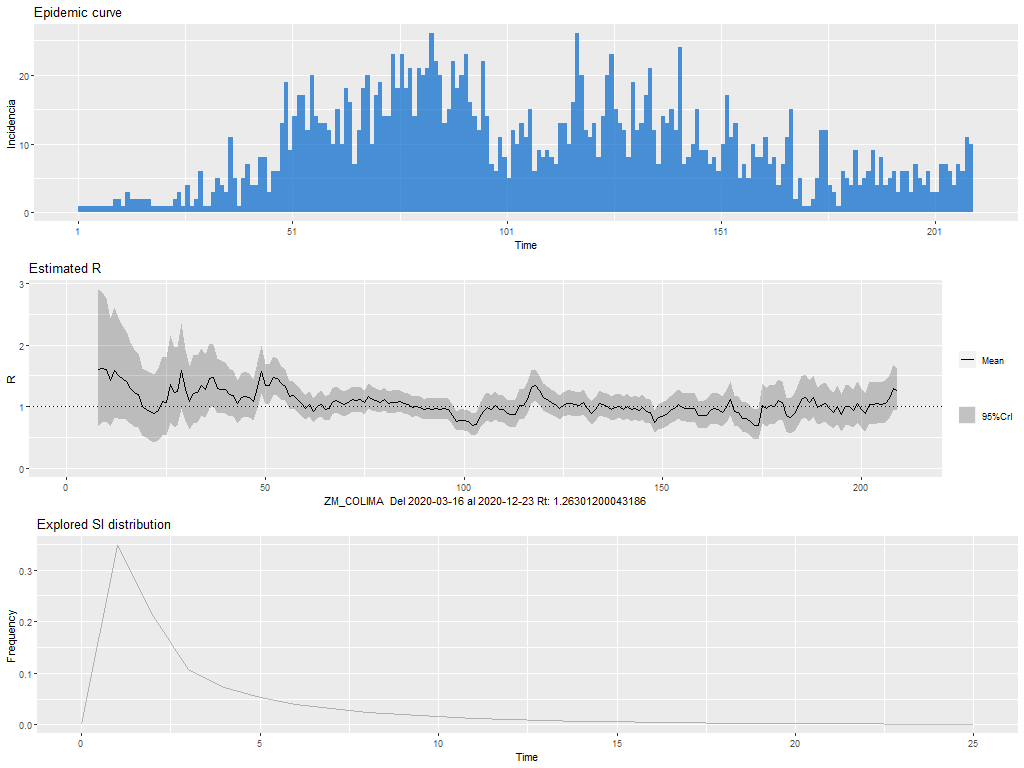 Epidemic curve
Incidencia
20
10
0
1
51
101
151
201
Time
Estimated R
R
3
2
1
0
0
50
100
150
200
Mean
95%CrI
ZM_COLIMA Del 2020-03-16 al 2020-12-23 Rt: 1.26301200043186
Explored SI distribution
Frequency
0.3
0.2
0.1
0.0
0
5
10
15
20
25
Time